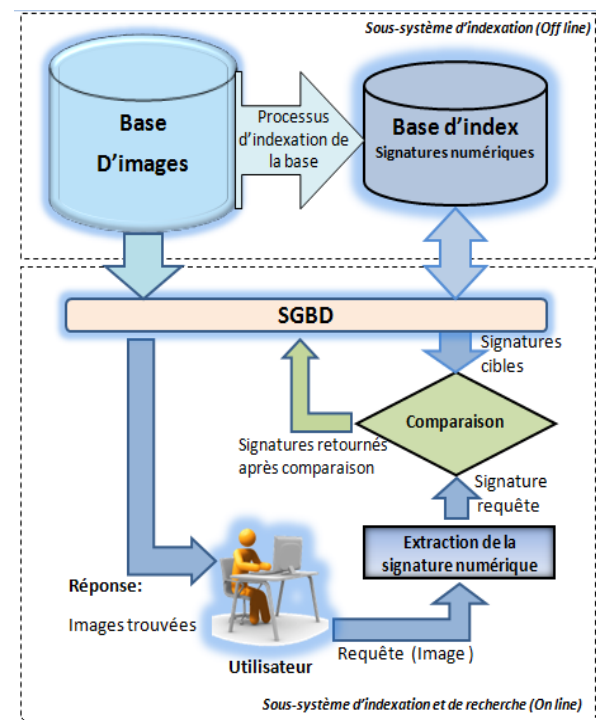 Sous-système d'indexation (Off line)
Base
D'images
Processus
d'indexation de
la base
Base d'index
Signatures numériques
SGBD
Signatures
cibles
Comparaison
Signatures retournés
après comparaison
Signature
requête
Extraction de la
signature numérique
Réponse:
Images trouvées
Utilisateur
Requête (Image)
Sous-système d'indexation et de recherche (On line)